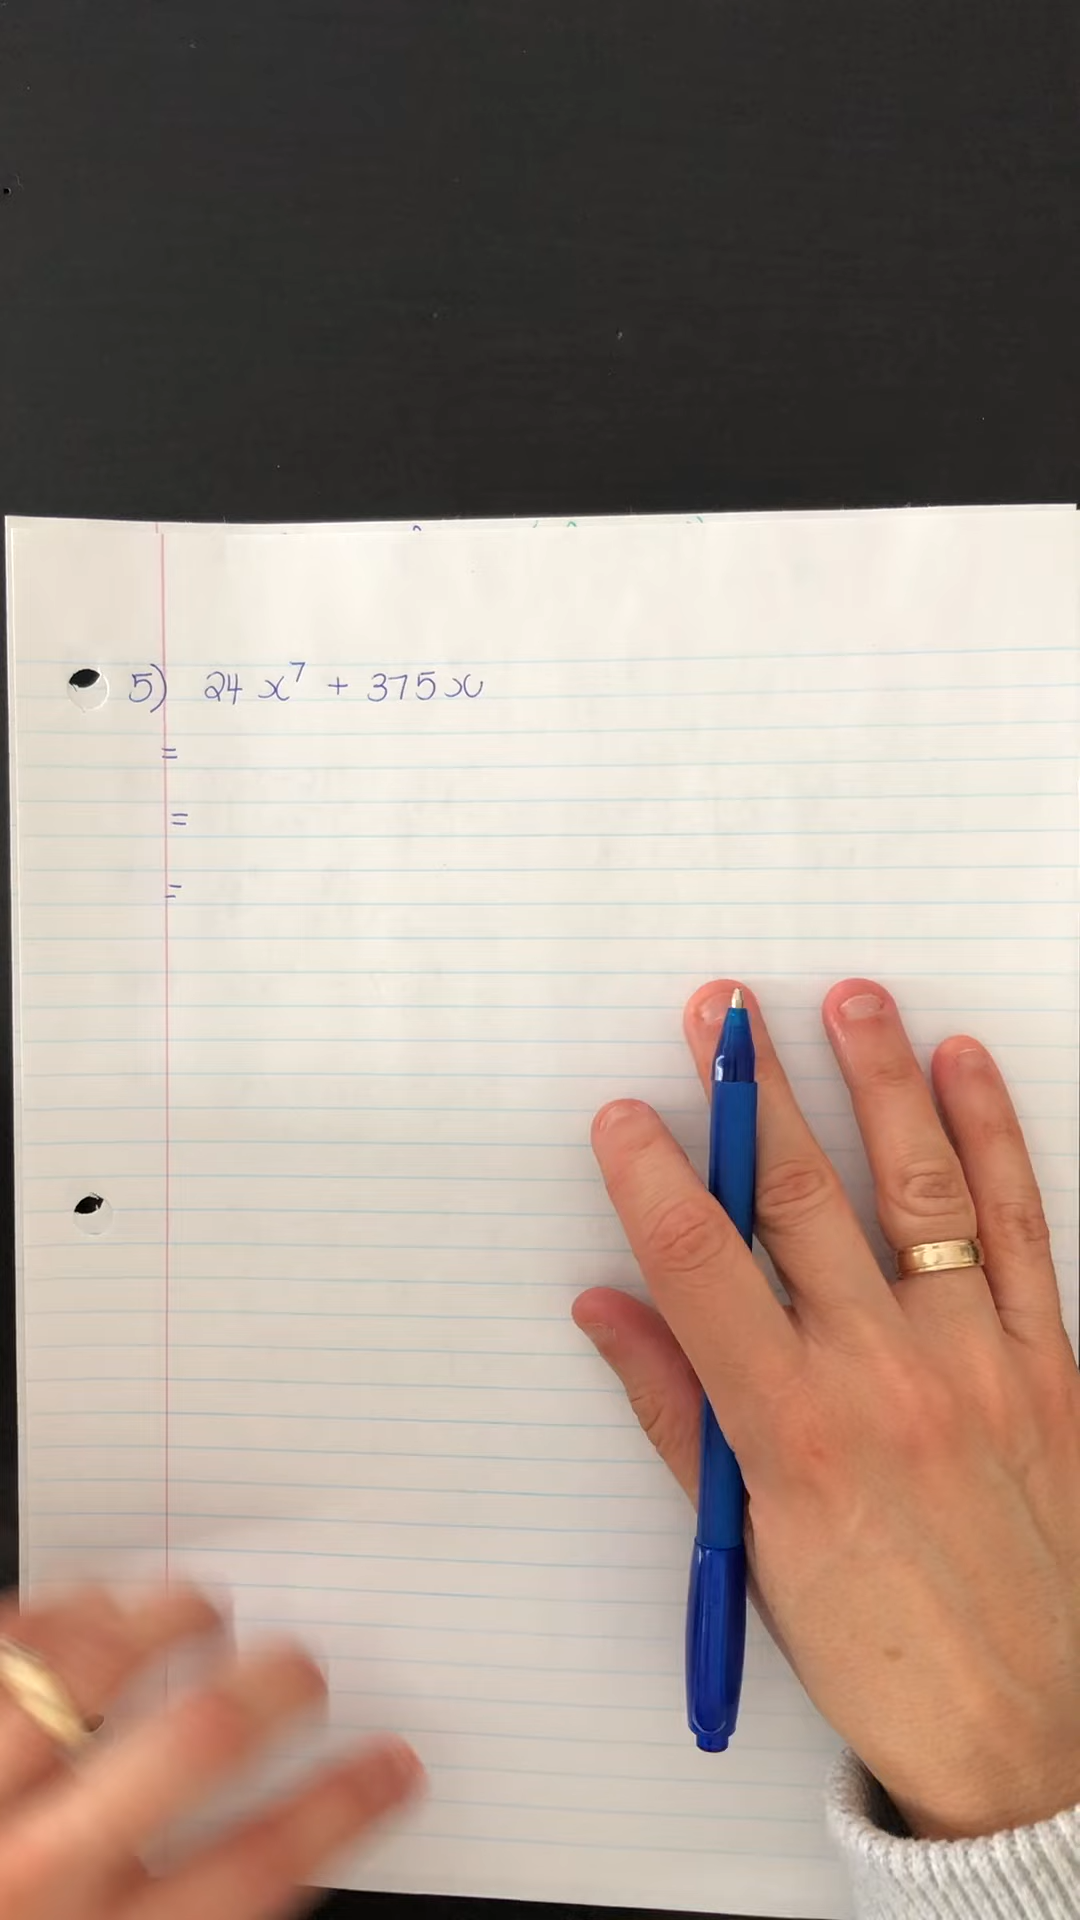 5) 24x⁷ + 375x
=
=
=